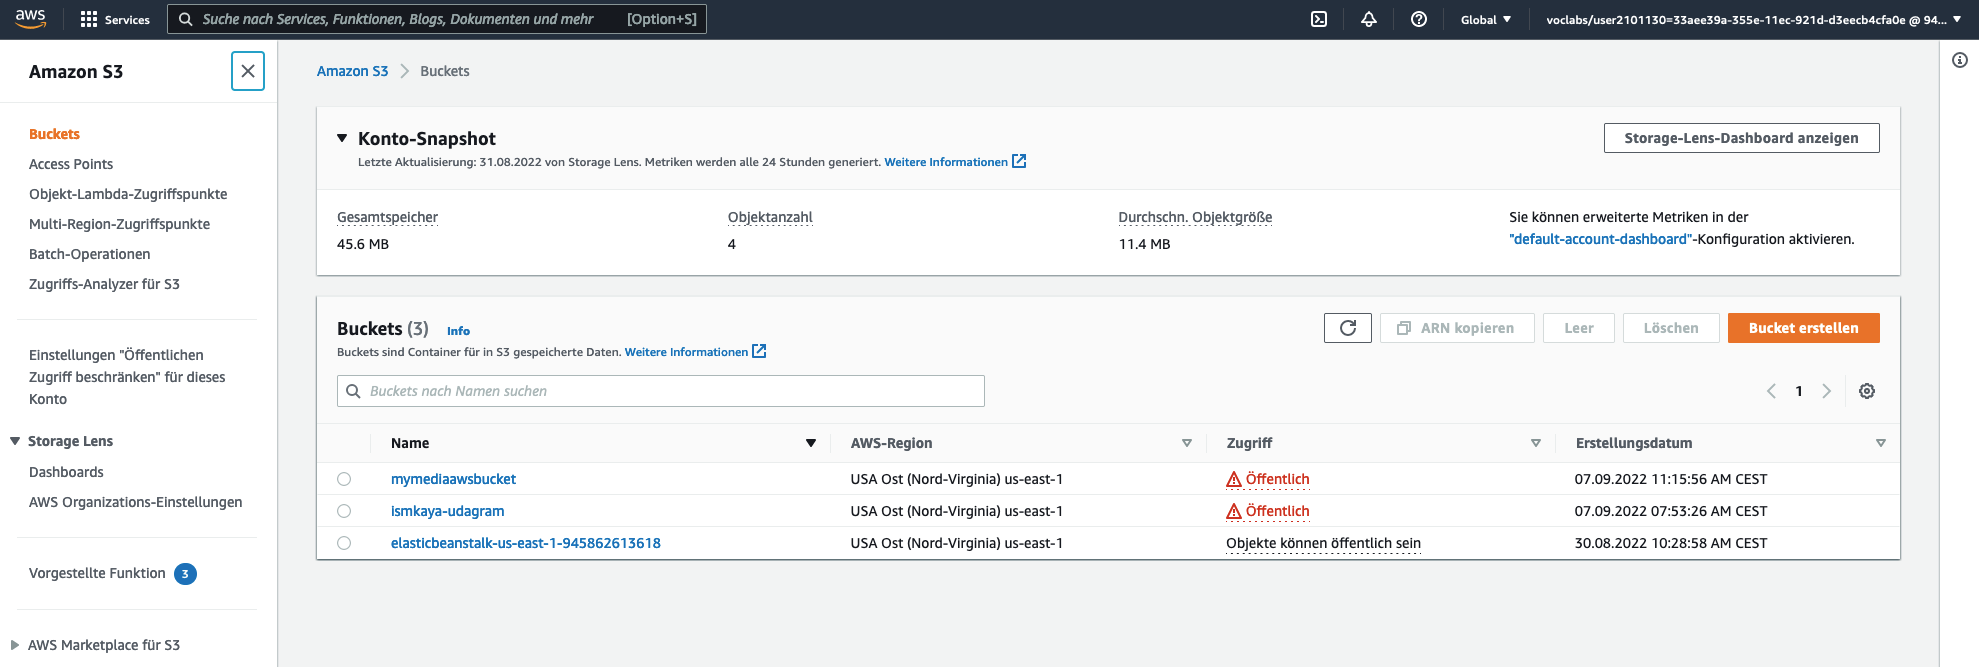 aws
Services
Suche nach Services, Funktionen, Blogs, Dokumenten und mehr [Option+S]
Global
voclabs/user2101130=33aee39a-355e-11ec-921d-d3eecb4cfa0e @ 94...
Amazon S3
Buckets
Access Points
Objekt-Lambda-Zugriffspunkte
Multi-Region-Zugriffspunkte
Batch-Operationen
Zugriffs-Analyzer für S3
Einstellungen "Öffentlichen
Zugriff beschränken" für dieses
Konto
Storage Lens
Dashboards
AWS Organizations-Einstellungen
Vorgestellte Funktion 3
AWS Marketplace für S3
Amazon S3 Buckets
Konto-Snapshot
Letzte Aktualisierung: 31.08.2022 von Storage Lens. Metriken werden alle 24 Stunden generiert. Weitere Informationen
Storage-Lens-Dashboard anzeigen
Gesamtspeicher
45.6 MB
Objektanzahl
4
Durchschn. Objektgröße
11.4 MB
Sie können erweiterte Metriken in der
"default-account-dashboard"-Konfiguration aktivieren.
Buckets (3) Info
Buckets sind Container für in S3 gespeicherte Daten. Weitere Informationen
ARN kopieren
Leer
Löschen
Bucket erstellen
Buckets nach Namen suchen
1
Name AWS-Region Zugriff Erstellungsdatum
mymediaawsbucket USA Ost (Nord-Virginia) us-east-1 Öffentlich 07.09.2022 11:15:56 AM CEST
ismkaya-udagram USA Ost (Nord-Virginia) us-east-1 Öffentlich 07.09.2022 07:53:26 AM CEST
elasticbeanstalk-us-east-1-945862613618 USA Ost (Nord-Virginia) us-east-1 Objekte können öffentlich sein 30.08.2022 10:28:58 AM CEST